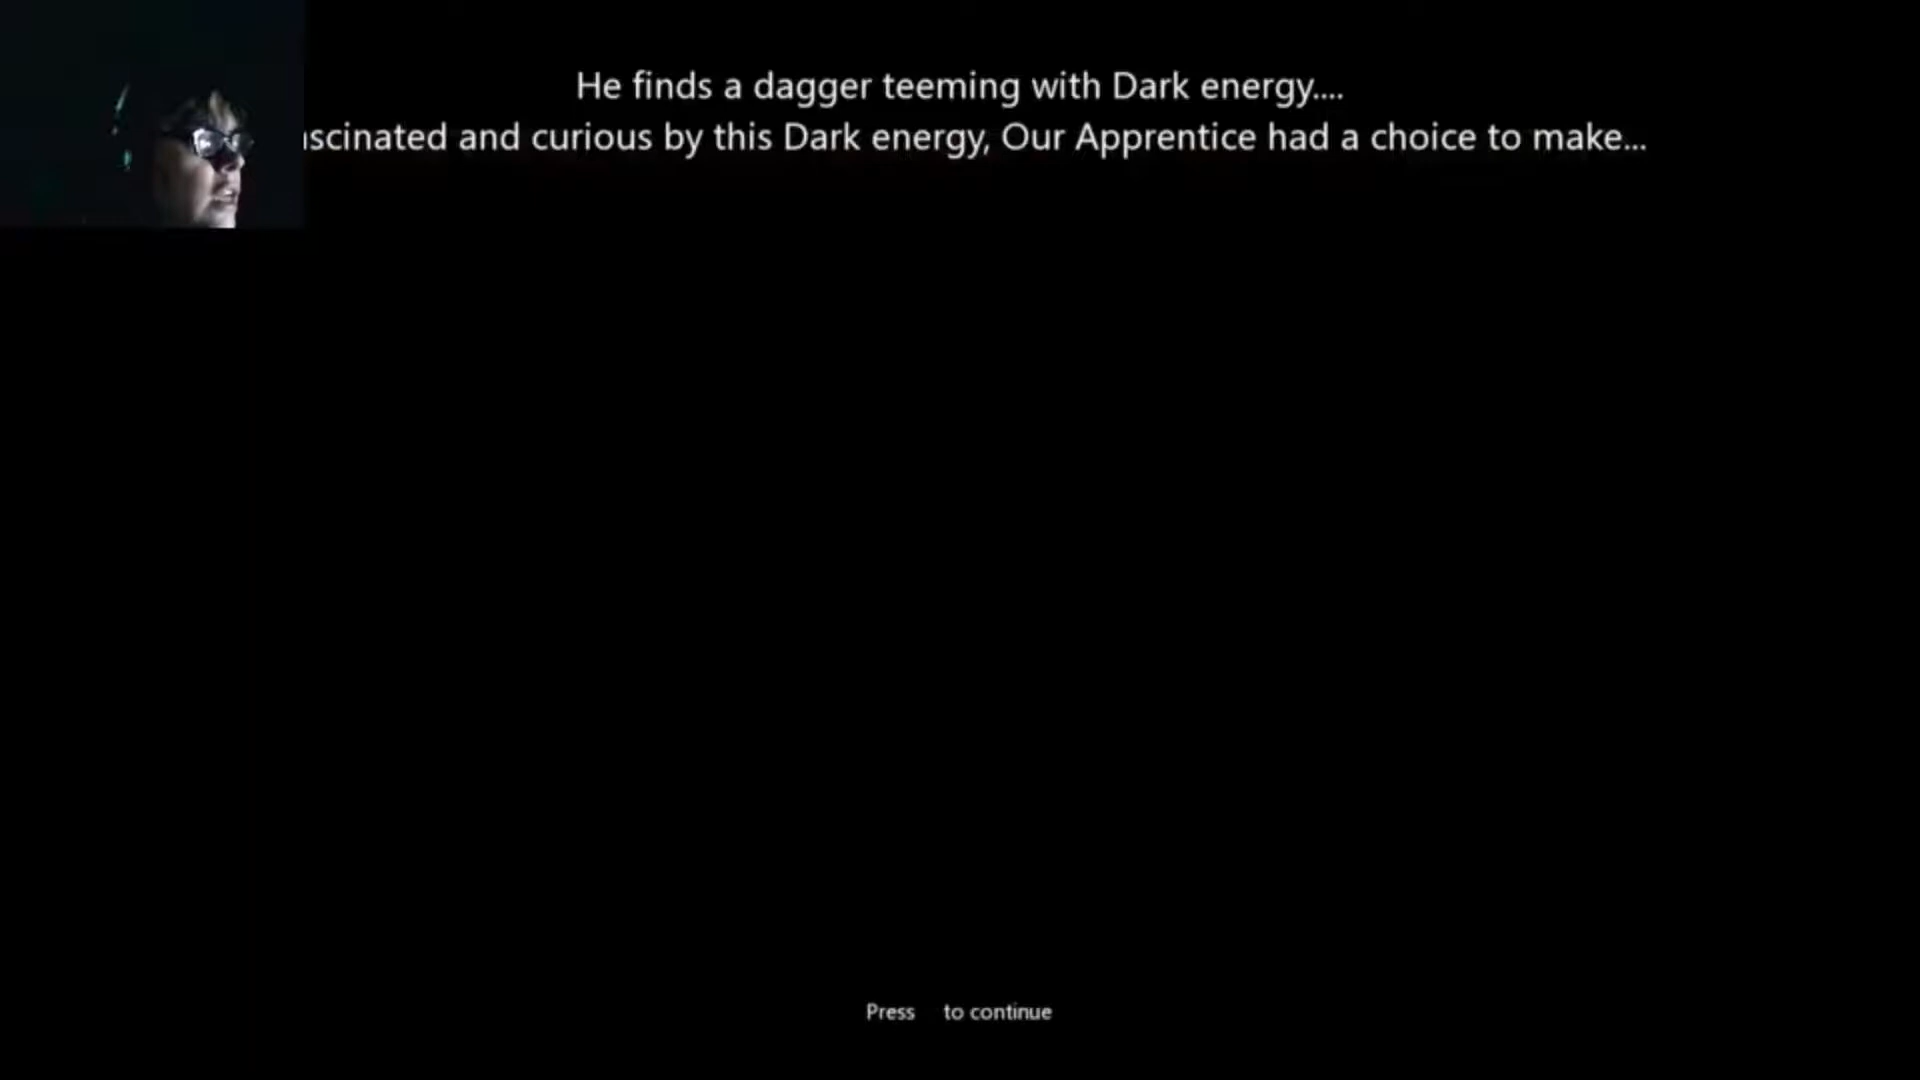 He finds a dagger teeming with Dark energy....
and curious by this Dark energy, Our Apprentice had a choice to make...
Press to continue